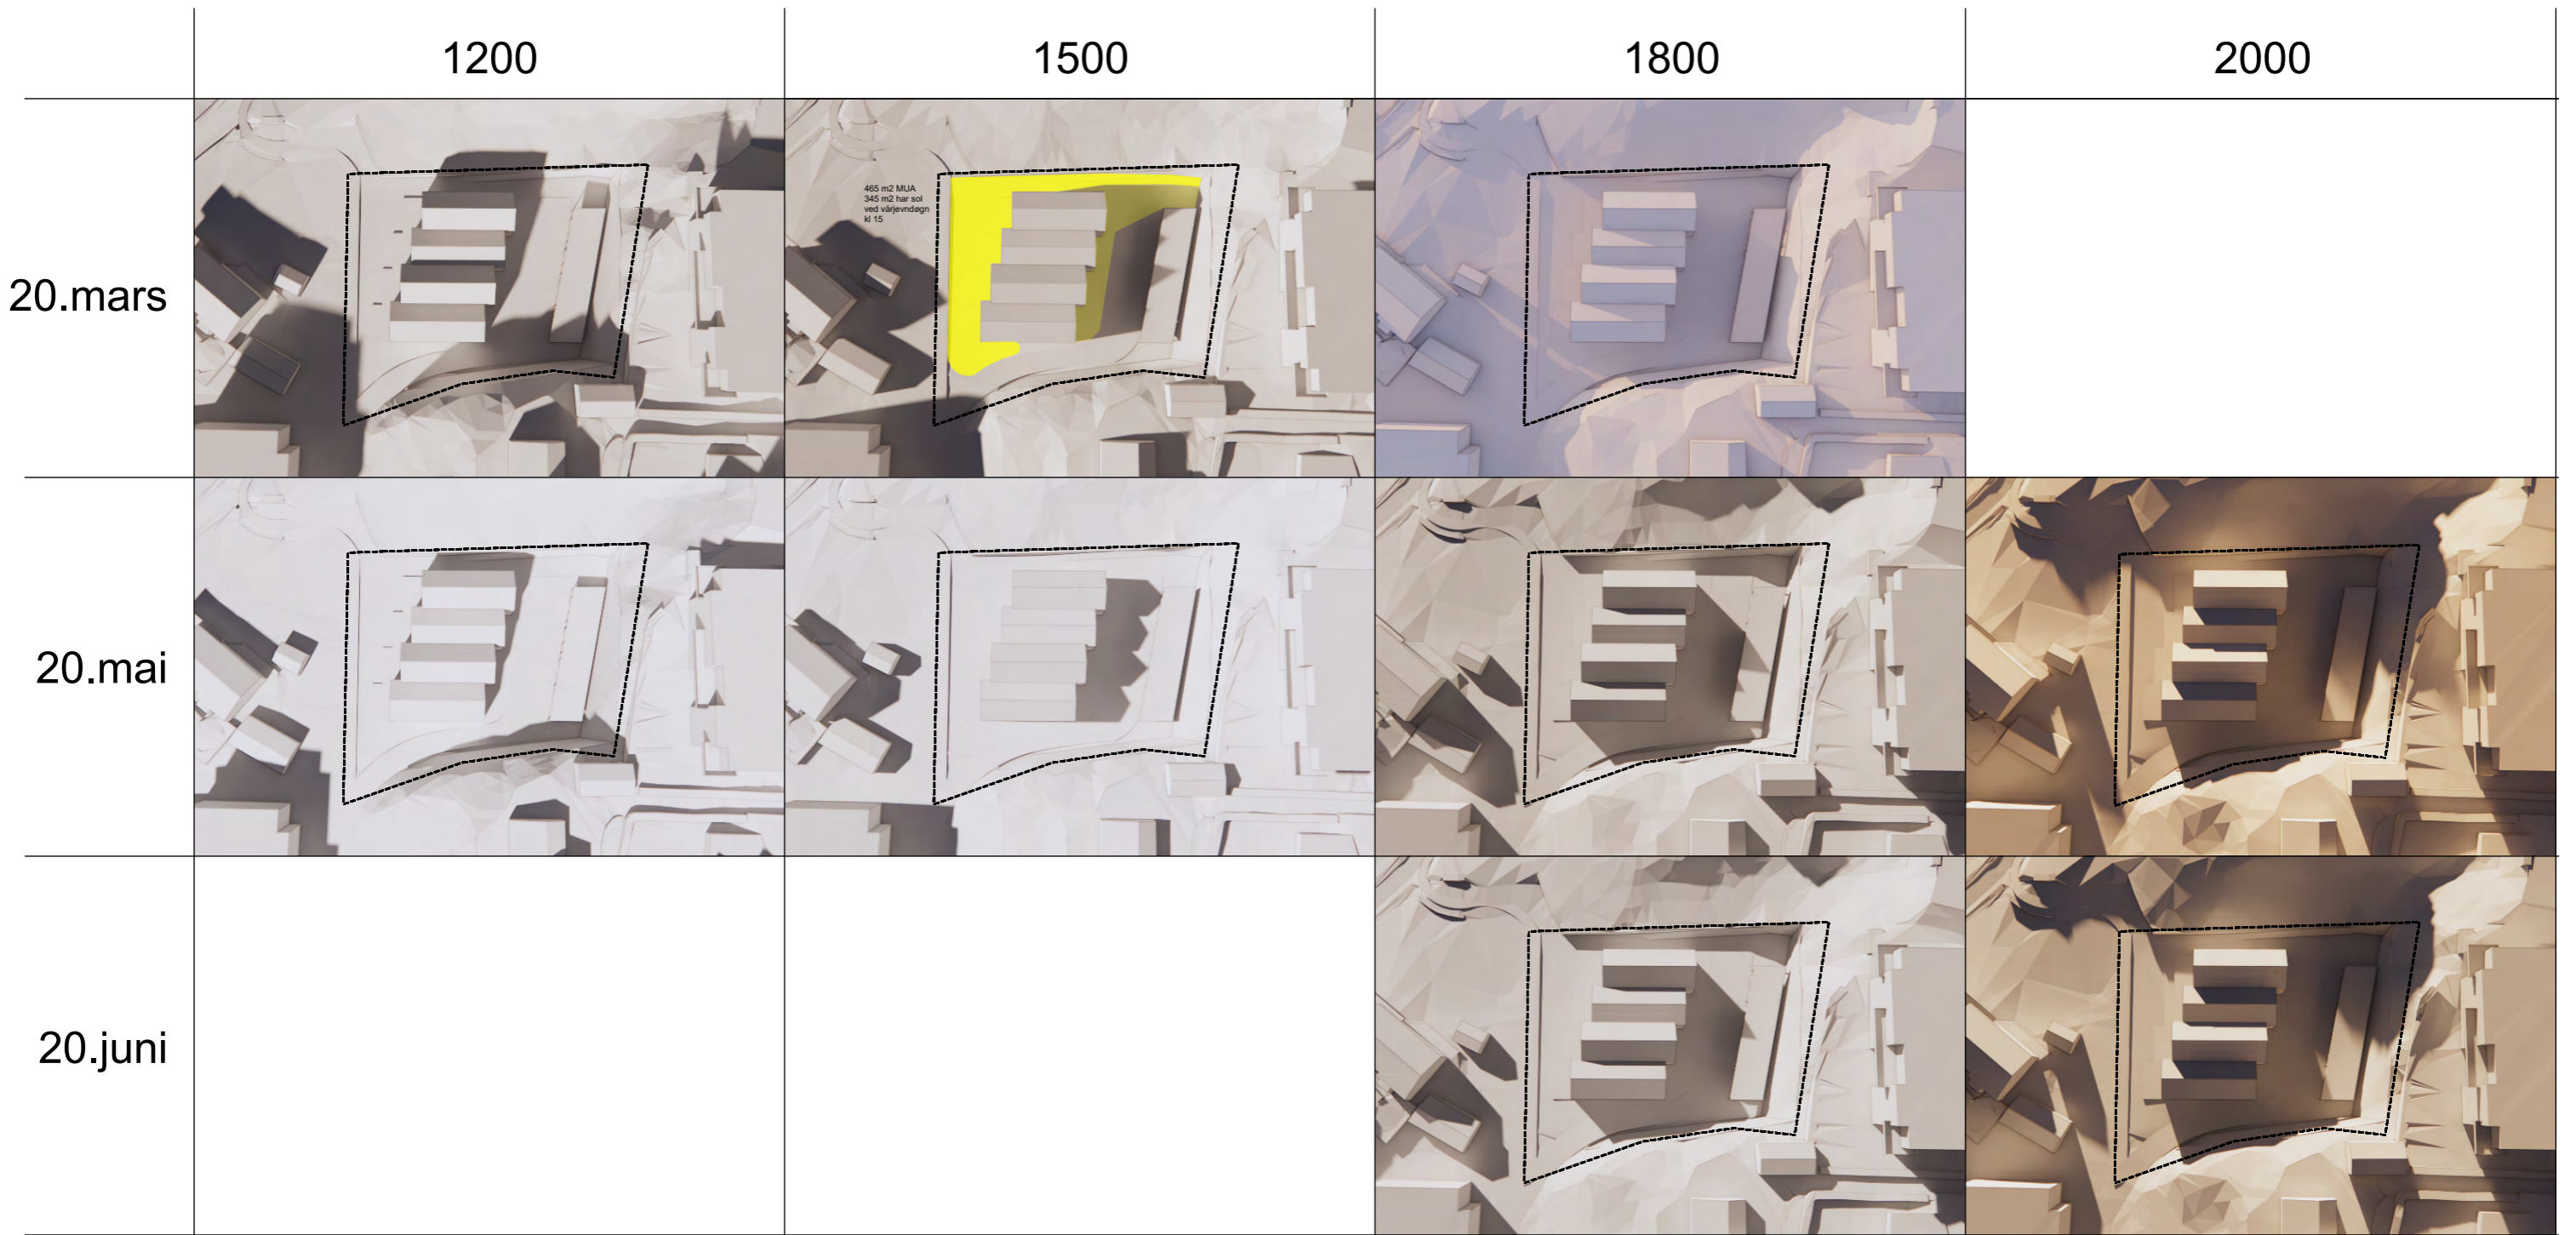 1200
1500
1800
2000
20.mars
465 m2 MUA
345 m2 har sol
ved vårjevndøgn
kl 15
20.mai
20.juni